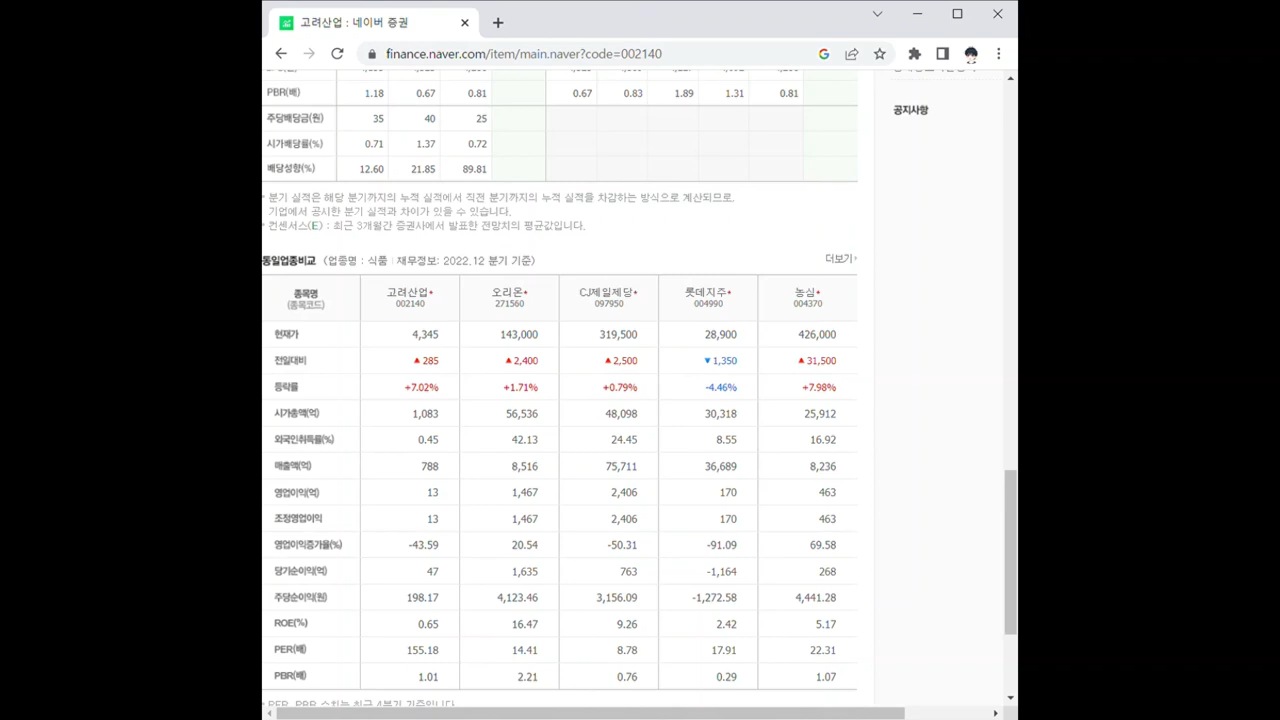 고려산업 : 네이버 증권
finance.naver.com/item/main.naver?code=002140
PBR(배) 1.18 0.67 0.81 0.67 0.83 1.89 1.31 0.81
주당배당금(원) 35 40 25
시가배당률(%) 0.71 1.37 0.72
배당성향(%) 12.60 21.85 89.81
공지사항
* 분기 실적은 해당 분기까지의 누적 실적에서 직전 분기까지의 누적 실적을 차감하는 방식으로 계산되므로,
기업에서 공시한 분기 실적과 차이가 있을 수 있습니다.
* 컨센서스(E) : 최근 3개월간 증권사에서 발표한 전망치의 평균값입니다.
동일업종비교 (업종명 : 식품 | 재무정보: 2022.12 분기 기준) 더보기
종목명 고려산업* 오리온* CJ제일제당* 롯데지주* 농심*
(종목코드) 002140 271560 097950 004990 004370
현재가 4,345 143,000 319,500 28,900 426,000
전일대비 ▲285 ▲2,400 ▲2,500 ▼1,350 ▲31,500
등락률 +7.02% +1.71% +0.79% -4.46% +7.98%
시가총액(억) 1,083 56,536 48,098 30,318 25,912
외국인취득률(%) 0.45 42.13 24.45 8.55 16.92
매출액(억) 788 8,516 75,711 36,689 8,236
영업이익(억) 13 1,467 2,406 170 463
조정영업이익 13 1,467 2,406 170 463
영업이익증가율(%) -43.59 20.54 -50.31 -91.09 69.58
당기순이익(억) 47 1,635 763 -1,164 268
주당순이익(원) 198.17 4,123.46 3,156.09 -1,272.58 4,441.28
ROE(%) 0.65 16.47 9.26 2.42 5.17
PER(배) 155.18 14.41 8.78 17.91 22.31
PBR(배) 1.01 2.21 0.76 0.29 1.07
* PER, PBR 수치는 최근 4분기 기준입니다.